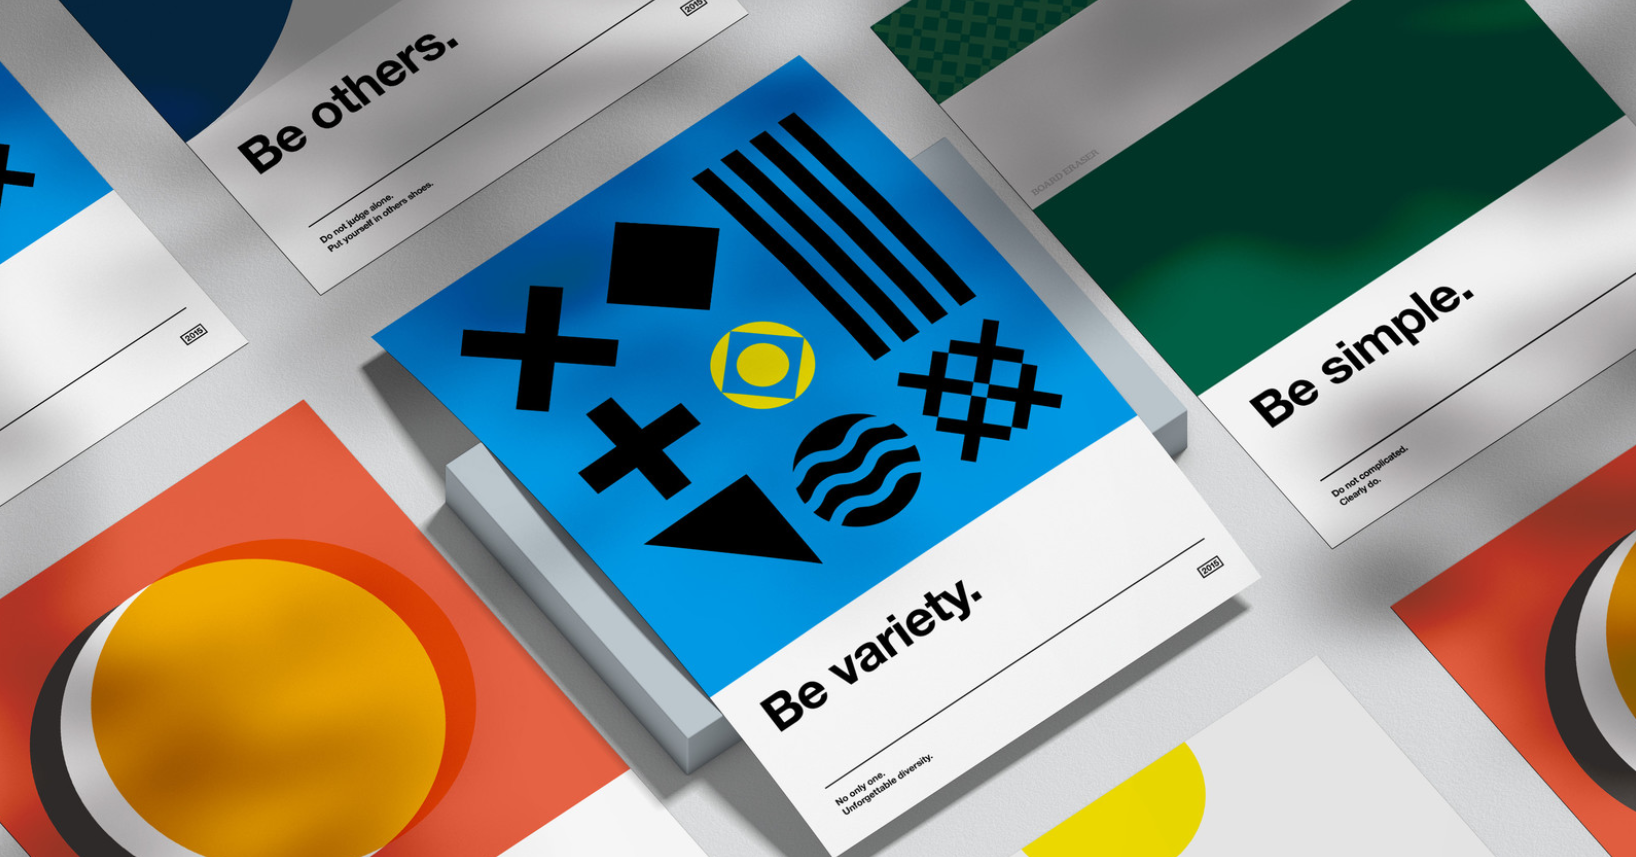 Be others.
2015
Do not judge alone.
Put yourself in others shoes.
2015
BOARD ERASER
Be simple.
Do not complicated.
Clearly do.
Be variety.
2015
No only one.
Unforgettable diversity.